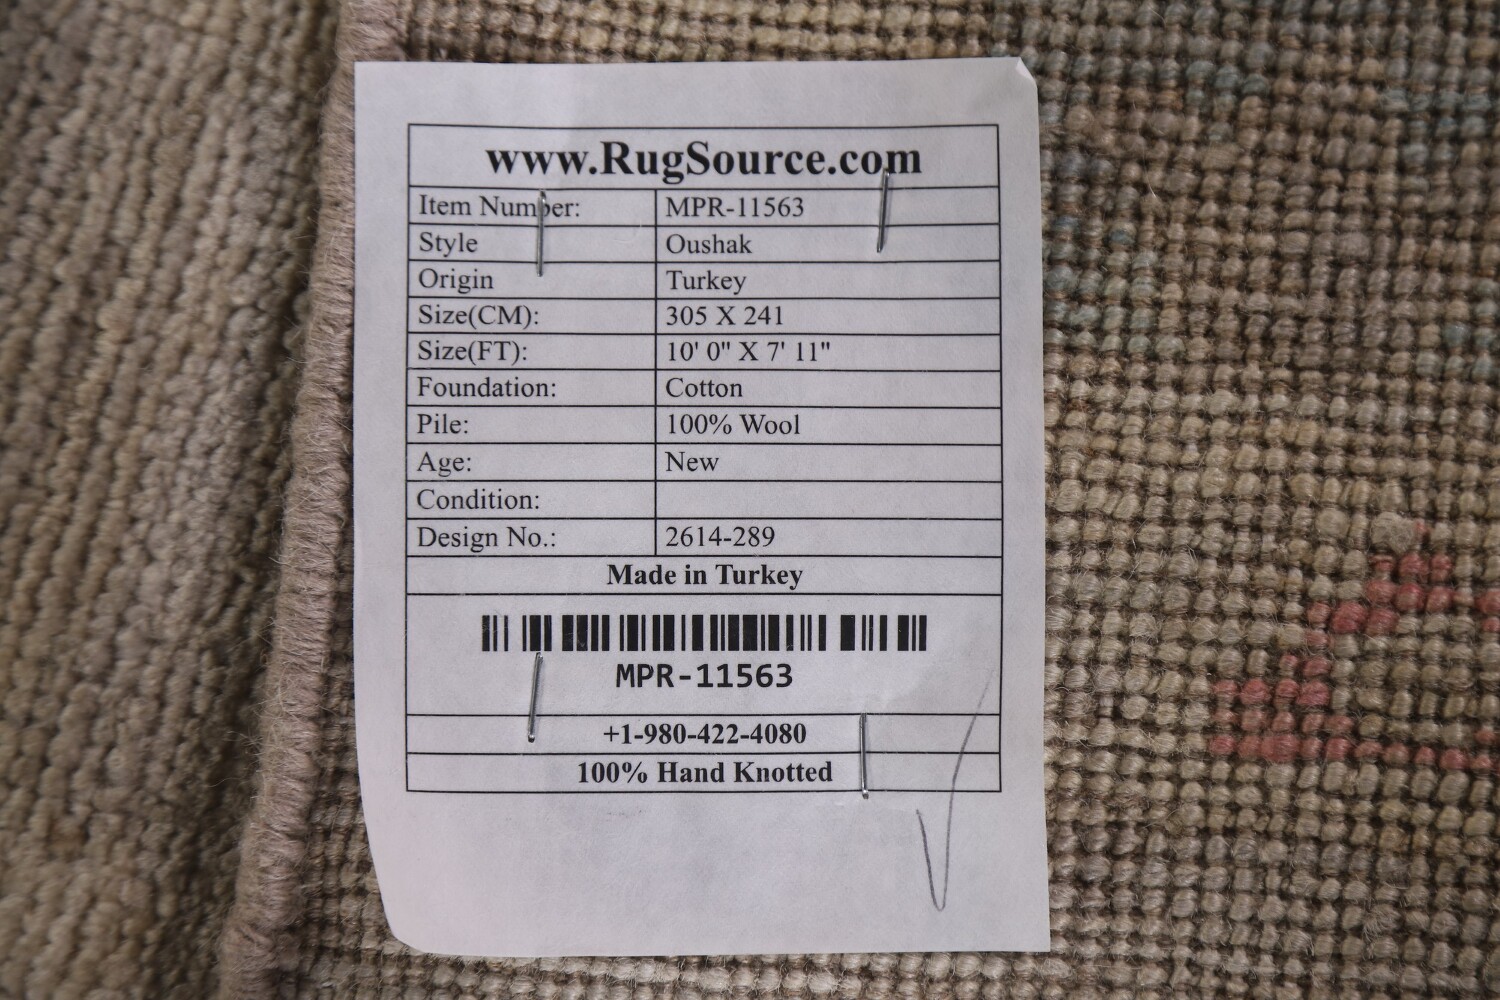 www.RugSource.com
Item Number: MPR-11563
Style Oushak
Origin Turkey
Size(CM): 305 X 241
Size(FT): 10' 0" X 7' 11"
Foundation: Cotton
Pile: 100% Wool
Age: New
Condition:
Design No.: 2614-289
Made in Turkey
MPR-11563
+1-980-422-4080
100% Hand Knotted